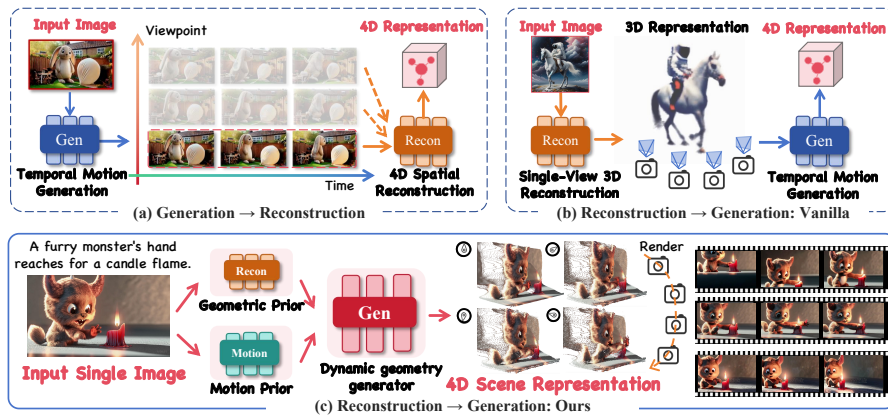 Input Image
Viewpoint
4D Representation
Gen
Recon
Temporal Motion
Generation
Time
4D Spatial
Reconstruction
(a) Generation → Reconstruction
Input Image
3D Representation
4D Representation
Recon
Gen
Single-View 3D
Reconstruction
Temporal Motion
Generation
(b) Reconstruction → Generation: Vanilla
A furry monster's hand
reaches for a candle flame.
Input Single Image
Recon
Geometric Prior
Motion
Motion Prior
Gen
Dynamic geometry
generator
Render
4D Scene Representation
(c) Reconstruction → Generation: Ours